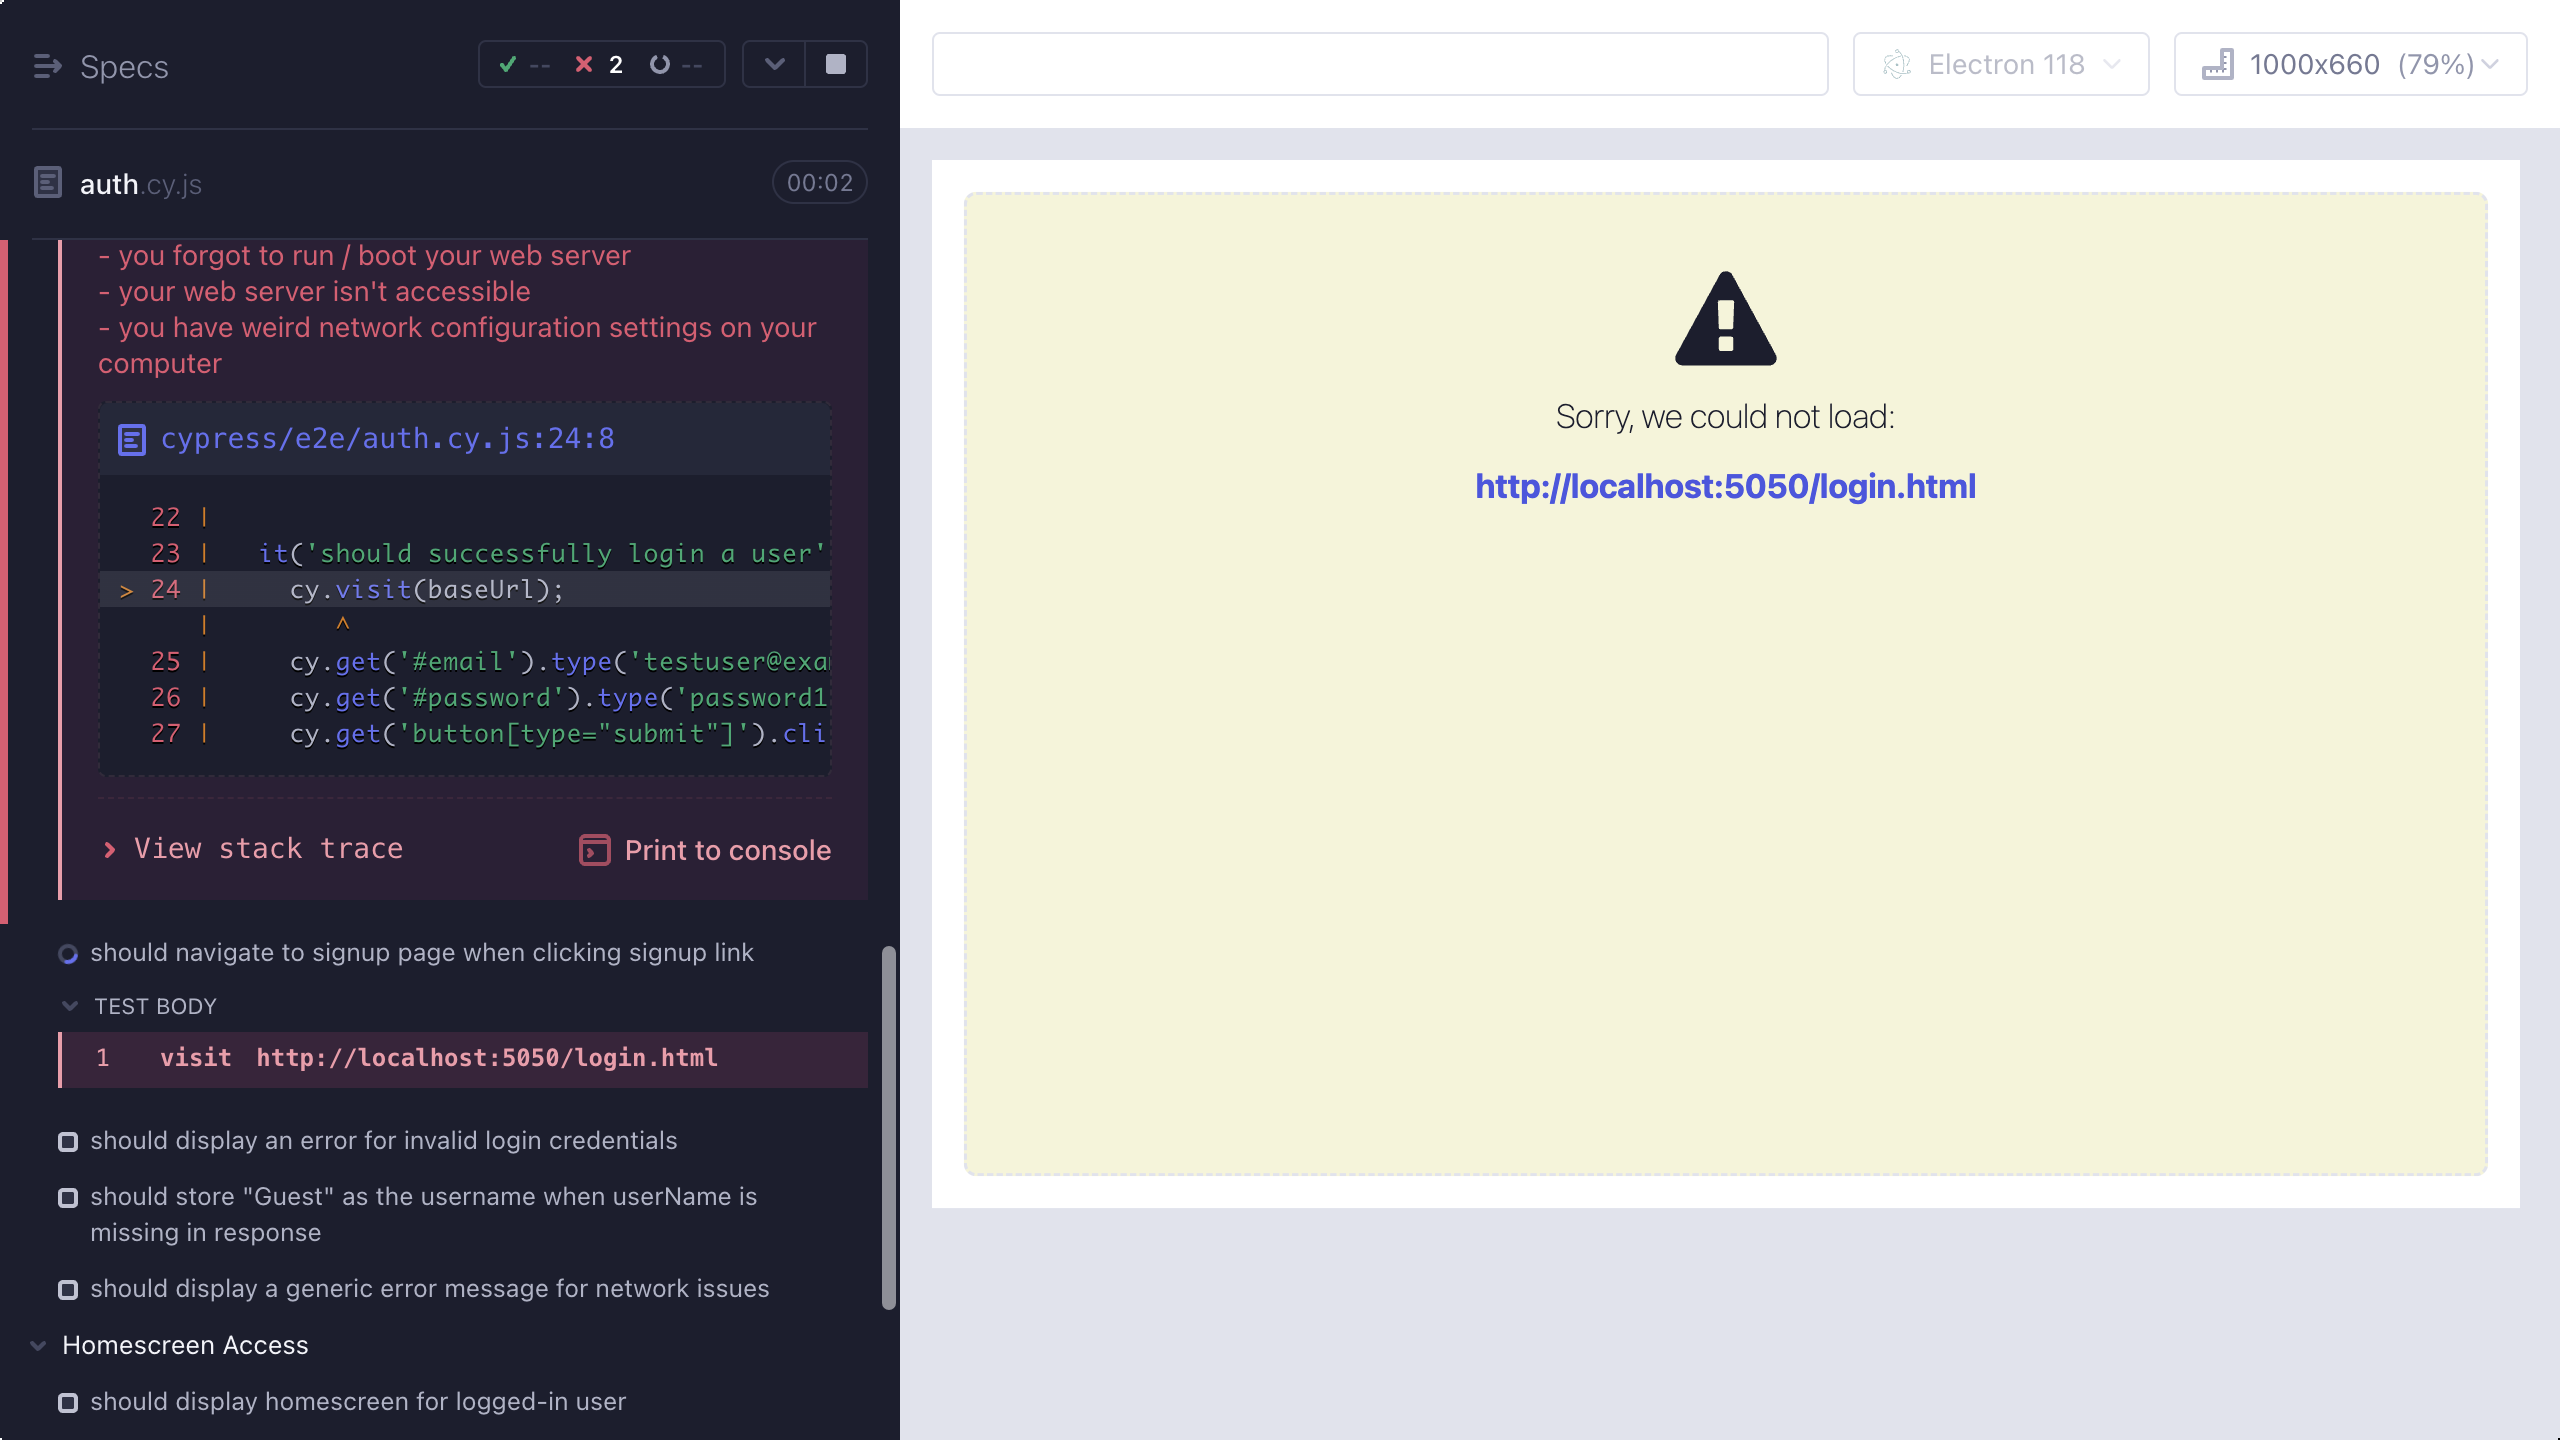 Specs
-- 2 --
auth.cy.js
00:02
- you forgot to run / boot your web server
- your web server isn't accessible
- you have weird network configuration settings on your
computer
cypress/e2e/auth.cy.js:24:8
22 |
23 | it('should successfully login a user'
> 24 | cy.visit(baseUrl);
| ^
25 | cy.get('#email').type('testuser@exa
26 | cy.get('#password').type('password1
27 | cy.get('button[type="submit"]').cli
View stack trace
Print to console
should navigate to signup page when clicking signup link
TEST BODY
1 visit http://localhost:5050/login.html
should display an error for invalid login credentials
should store "Guest" as the username when userName is
missing in response
should display a generic error message for network issues
Homescreen Access
should display homescreen for logged-in user
Electron 118
1000x660 (79%)
Sorry, we could not load:
http://localhost:5050/login.html